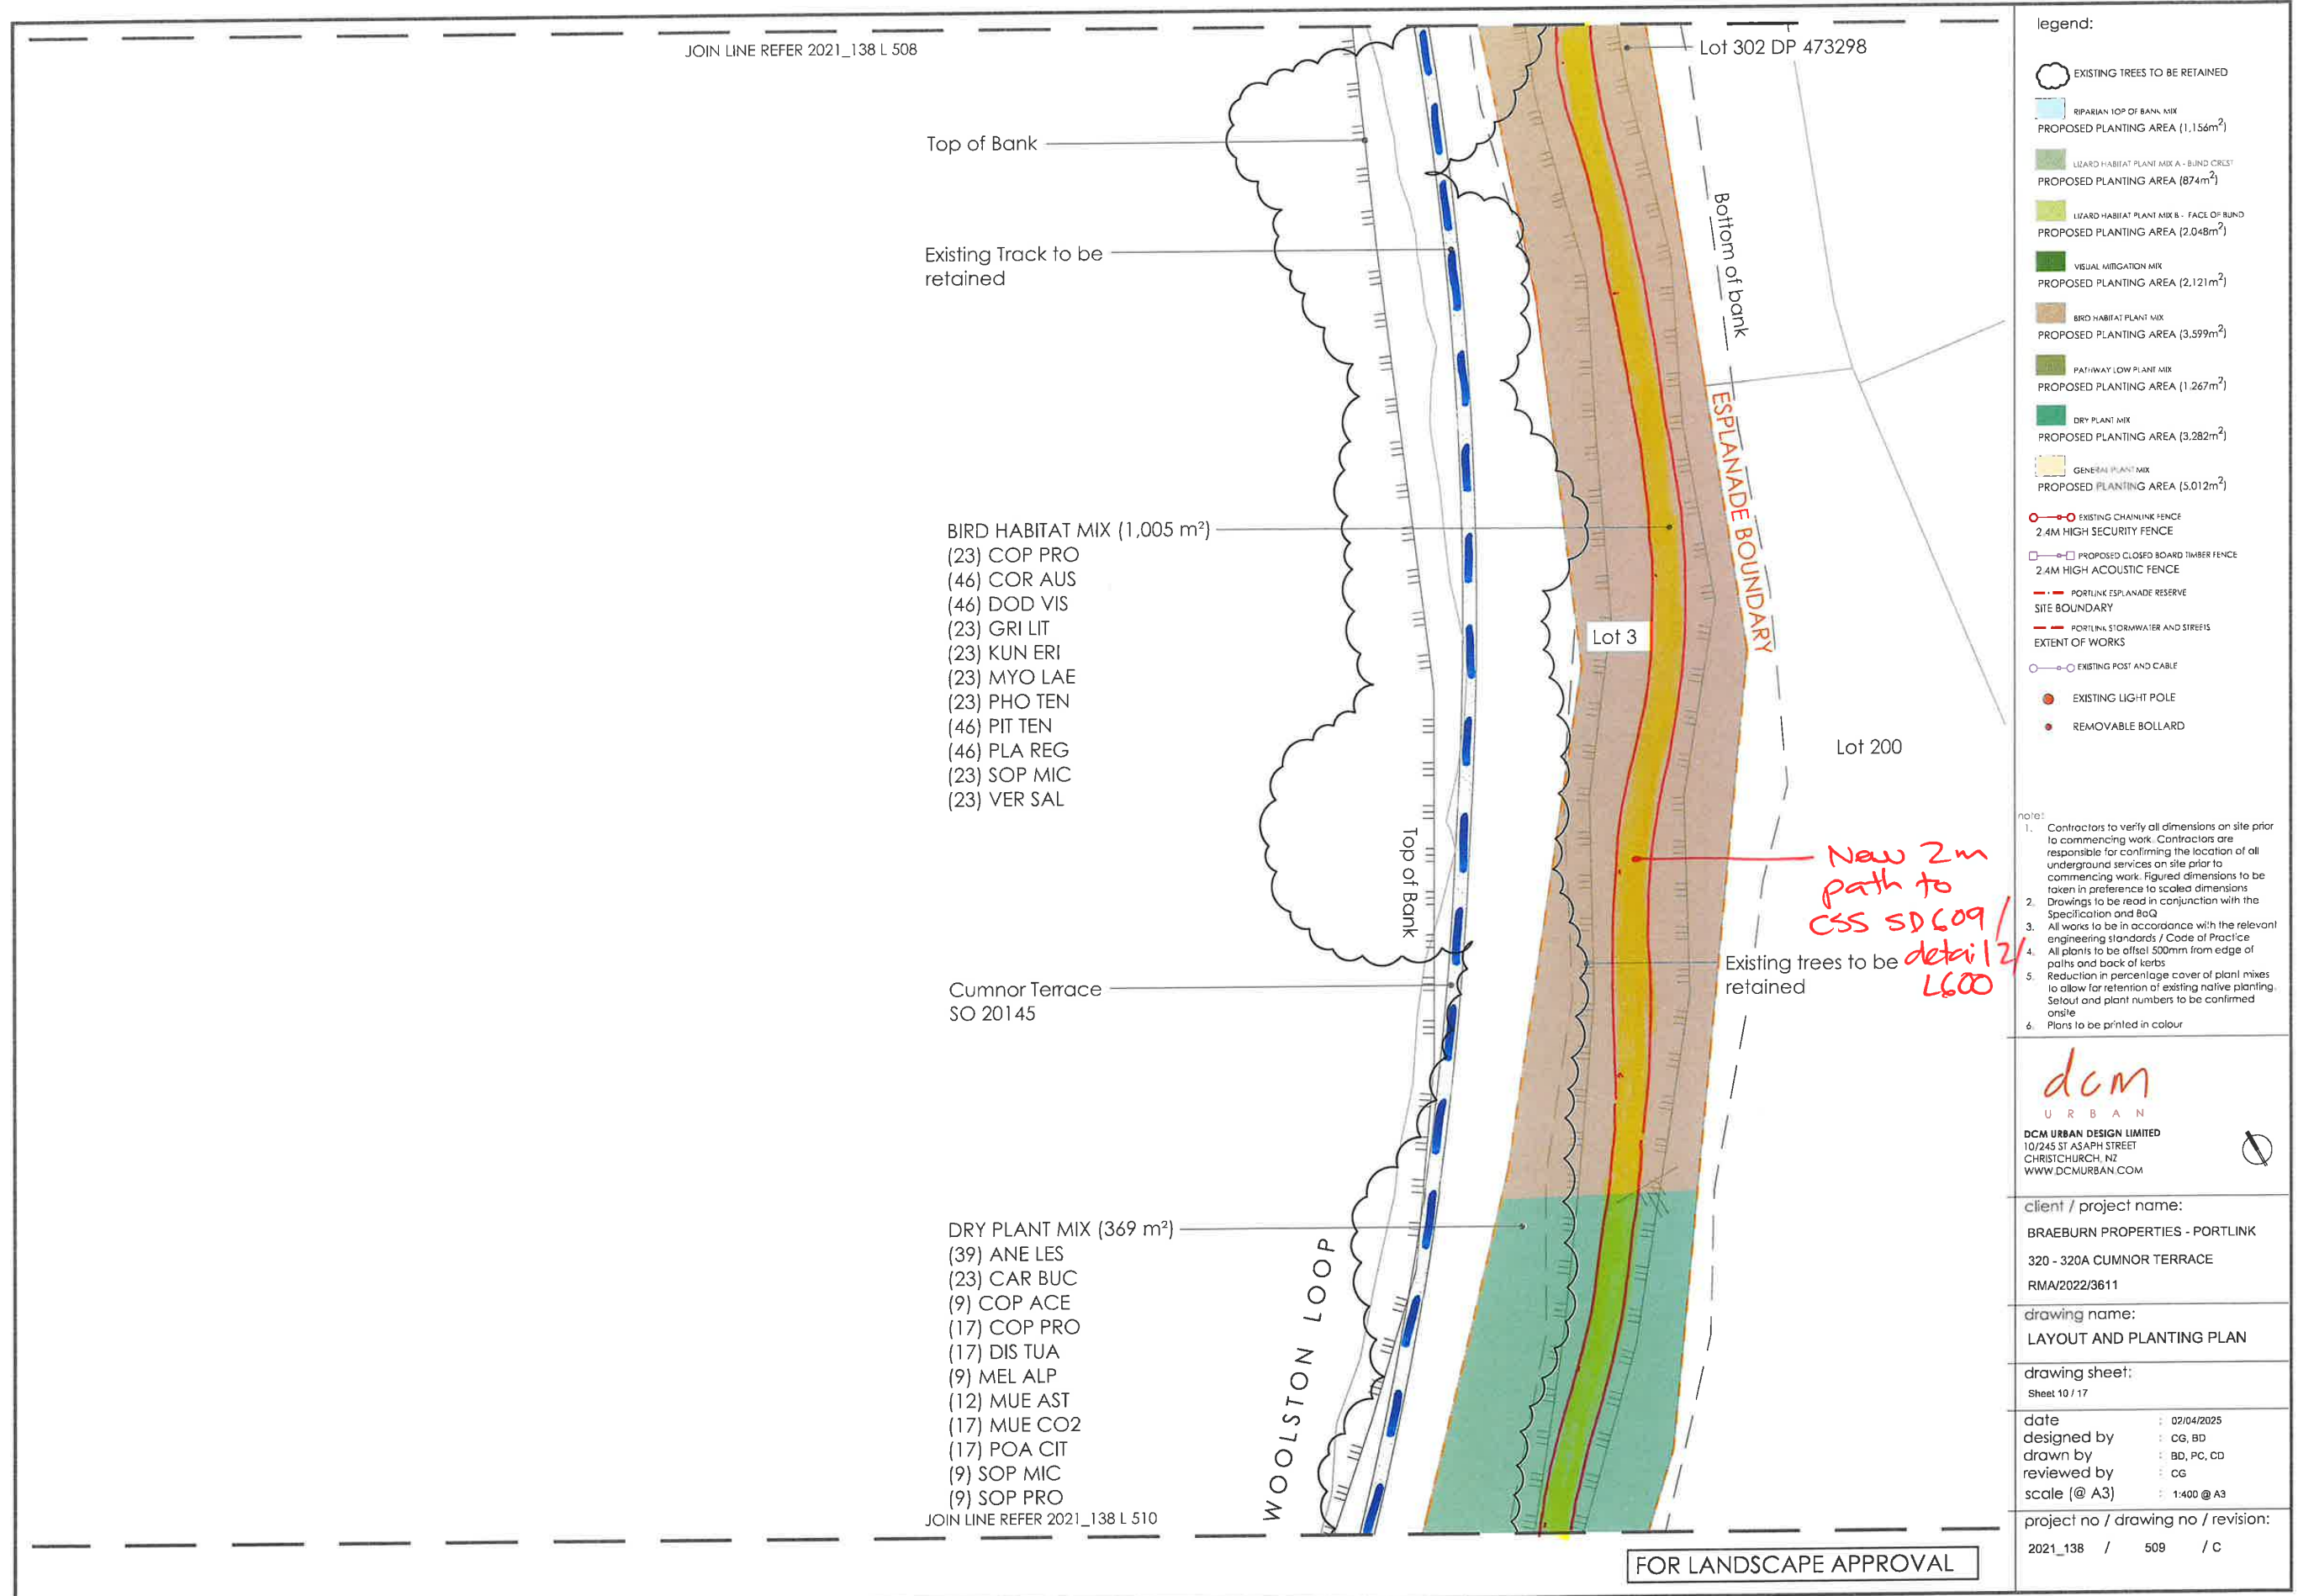 JOIN LINE REFER 2021_138 L 508
Lot 302 DP 473298
Top of Bank
Existing Track to be
retained
Bottom of bank
ESPLANADE BOUNDARY
BIRD HABITAT MIX (1,005 m²)
(23) COP PRO
(46) COR AUS
(46) DOD VIS
(23) GRI LIT
(23) KUN ERI
(23) MYO LAE
(23) PHO TEN
(46) PIT TEN
(46) PLA REG
(23) SOP MIC
(23) VER SAL
Lot 3
Lot 200
Top of Bank
New 2m
path to
CSS SD609/
detail 2/
L600
Existing trees to be
retained
Cumnor Terrace
SO 20145
DRY PLANT MIX (369 m²)
(39) ANE LES
(23) CAR BUC
(9) COP ACE
(17) COP PRO
(17) DIS TUA
(9) MEL ALP
(12) MUE AST
(17) MUE CO2
(17) POA CIT
(9) SOP MIC
(9) SOP PRO
WOOLSTON LOOP
JOIN LINE REFER 2021_138 L 510
FOR LANDSCAPE APPROVAL
legend:
EXISTING TREES TO BE RETAINED
RIPARIAN TOP OF BANK MIX
PROPOSED PLANTING AREA (1,156m²)
LIZARD HABITAT PLANT MIX A - BUND CREST
PROPOSED PLANTING AREA (874m²)
LIZARD HABITAT PLANT MIX B - FACE OF BUND
PROPOSED PLANTING AREA (2,048m²)
VISUAL MITIGATION MIX
PROPOSED PLANTING AREA (2,121m²)
BIRD HABITAT PLANT MIX
PROPOSED PLANTING AREA (3,599m²)
PATHWAY LOW PLANT MIX
PROPOSED PLANTING AREA (1,267m²)
DRY PLANT MIX
PROPOSED PLANTING AREA (3,282m²)
GENERAL PLANT MIX
PROPOSED PLANTING AREA (5,012m²)
EXISTING CHAINLINK FENCE
2.4M HIGH SECURITY FENCE
PROPOSED CLOSED BOARD TIMBER FENCE
2.4M HIGH ACOUSTIC FENCE
PORTLINK ESPLANADE RESERVE
SITE BOUNDARY
PORTLINK STORMWATER AND STREETS
EXTENT OF WORKS
EXISTING POST AND CABLE
EXISTING LIGHT POLE
REMOVABLE BOLLARD
note:
1. Contractors to verify all dimensions on site prior
to commencing work. Contractors are
responsible for confirming the location of all
underground services on site prior to
commencing work. Figured dimensions to be
taken in preference to scaled dimensions
2. Drawings to be read in conjunction with the
Specification and BoQ
3. All works to be in accordance with the relevant
engineering standards / Code of Practice
4. All plants to be offset 500mm from edge of
paths and back of kerbs
5. Reduction in percentage cover of plant mixes
to allow for retention of existing native planting.
Setout and plant numbers to be confirmed
onsite
6. Plans to be printed in colour
dcm
URBAN
DCM URBAN DESIGN LIMITED
10/245 ST ASAPH STREET
CHRISTCHURCH, NZ
WWW.DCMURBAN.COM
client / project name:
BRAEBURN PROPERTIES - PORTLINK
320 - 320A CUMNOR TERRACE
RMA/2022/3611
drawing name:
LAYOUT AND PLANTING PLAN
drawing sheet:
Sheet 10 / 17
date : 02/04/2025
designed by : CG, BD
drawn by : BD, PC, CD
reviewed by : CG
scale (@ A3) : 1:400 @ A3
project no / drawing no / revision:
2021_138 / 509 / C